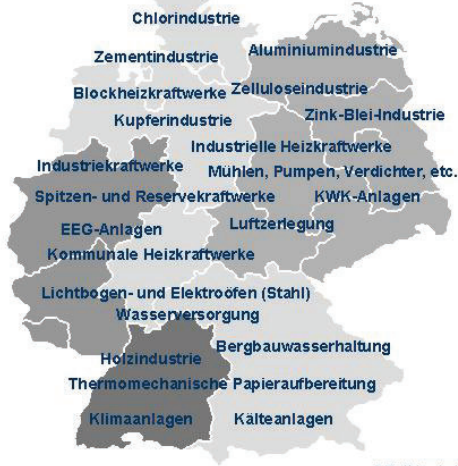 Chlorindustrie
Aluminiumindustrie
Zementindustrie
Zelluloseindustrie
Blockheizkraftwerke
Zink-Blei-Industrie
Kupferindustrie
Industrielle Heizkraftwerke
Industriekraftwerke
Mühlen, Pumpen, Verdichter, etc.
Spitzen- und Reservekraftwerke
KWK-Anlagen
EEG-Anlagen
Luftzerlegung
Kommunale Heizkraftwerke
Lichtbogen- und Elektroöfen (Stahl)
Wasserversorgung
Bergbauwasserhaltung
Holzindustrie
Thermomechanische Papieraufbereitung
Klimaanlagen
Kälteanlagen